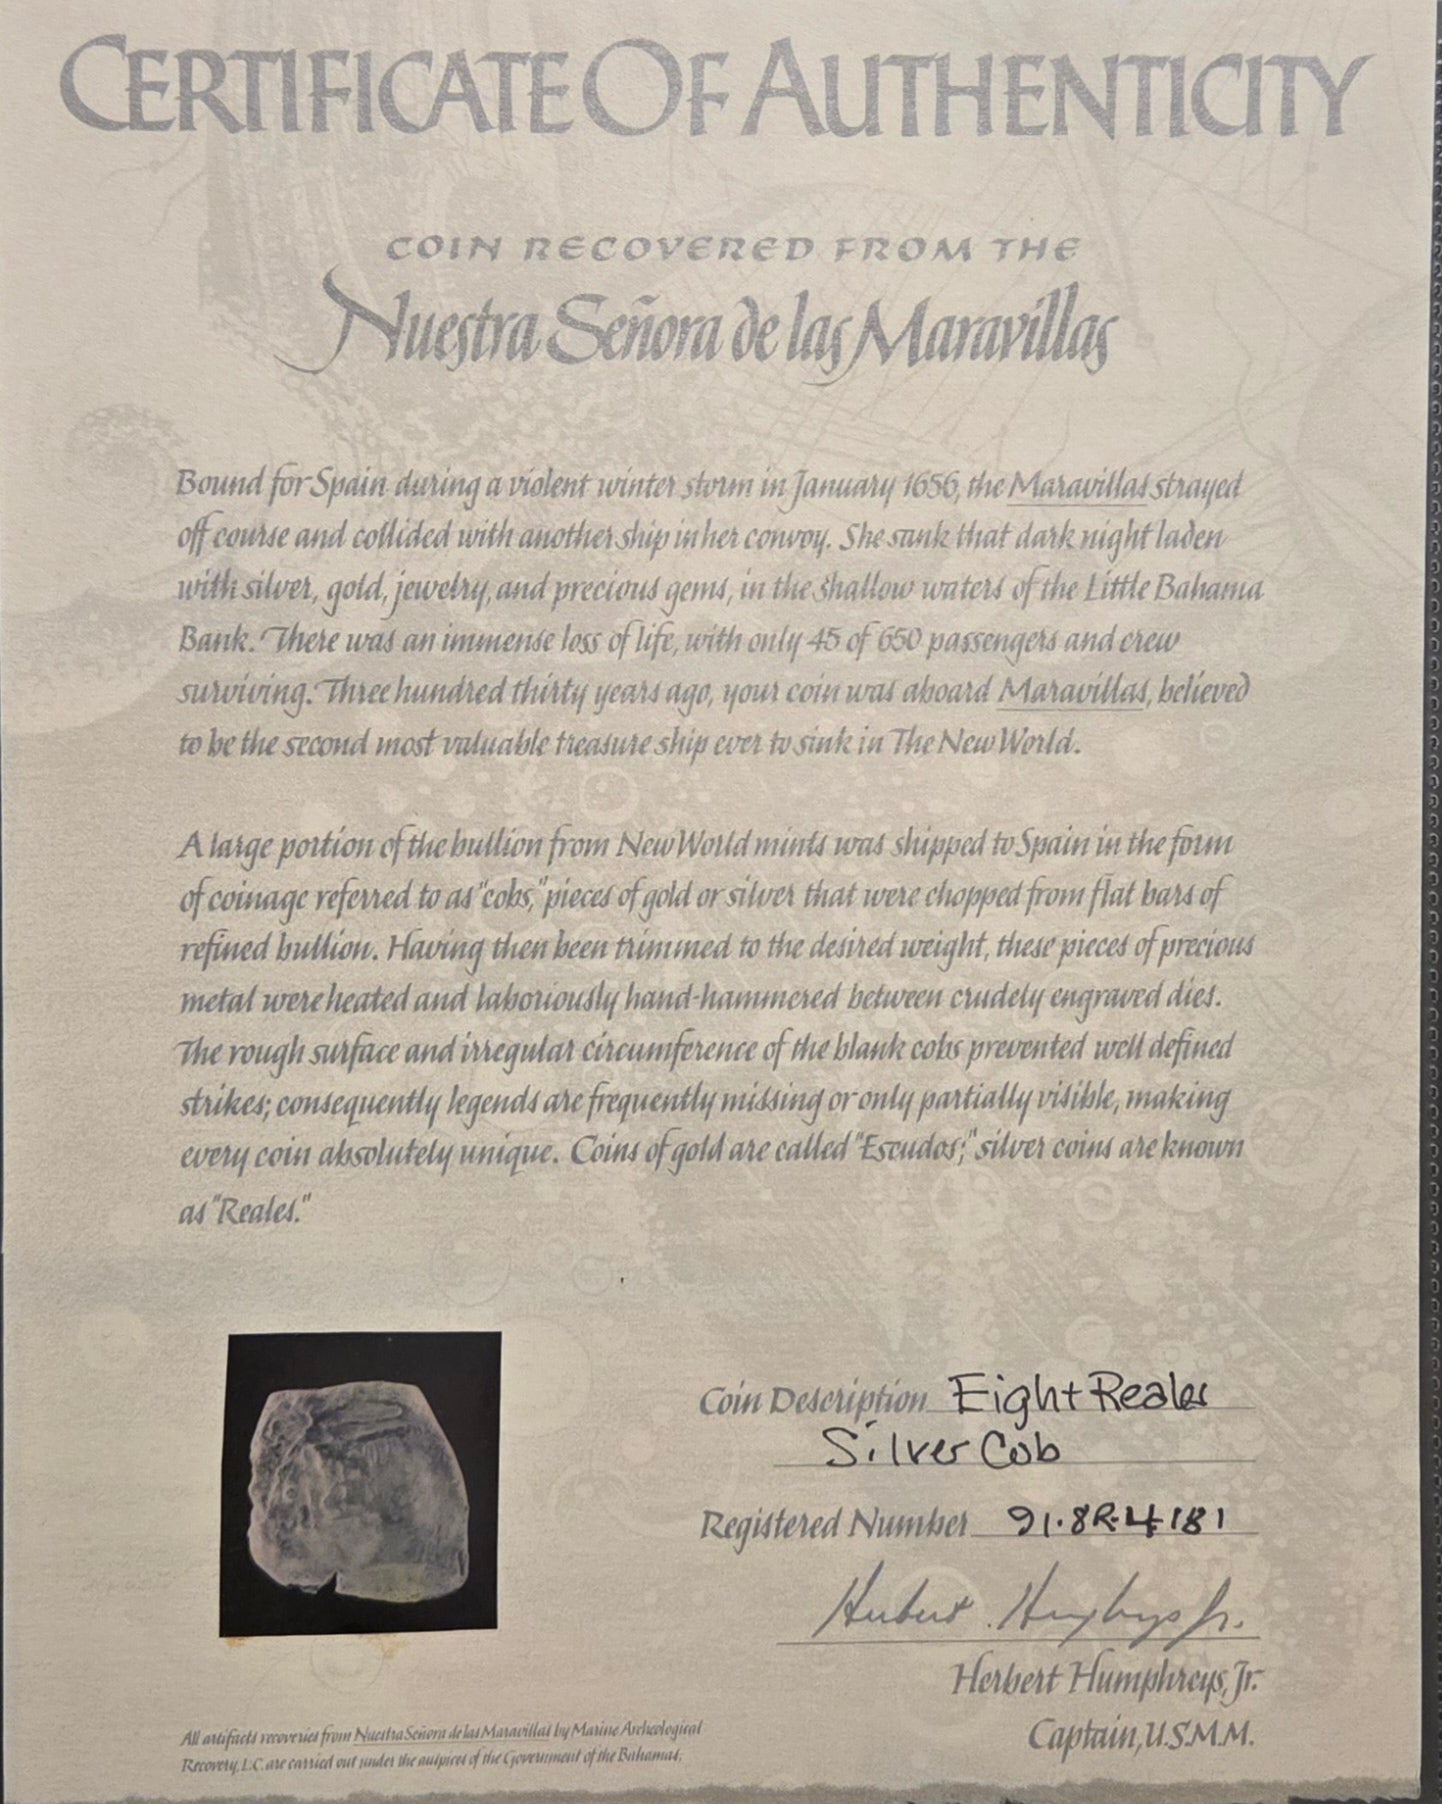 CERTIFICATE OF AUTHENTICITY
COIN RECOVERED FROM THE
Nuestra Señora de las Maravillas
Bound for Spain during a violent winter storm in January 1656, the Maravillas strayed
off course and collided with another ship in her convoy. She sank that dark night laden
with silver, gold, jewelry, and precious gems, in the shallow waters of the Little Bahama
Bank. There was an immense loss of life, with only 45 of 650 passengers and crew
surviving. Three hundred thirty years ago, your coin was aboard Maravillas, believed
to be the second most valuable treasure ship ever to sink in The New World.
A large portion of the bullion from New World mints was shipped to Spain in the form
of coinage referred to as "cobs," pieces of gold or silver that were chopped from flat bars of
refined bullion. Having then been trimmed to the desired weight, these pieces of precious
metal were heated and laboriously hand-hammered between crudely engraved dies.
The rough surface and irregular circumference of the blank cobs prevented well defined
strikes; consequently legends are frequently missing or only partially visible, making
every coin absolutely unique. Coins of gold are called "Escudos;" silver coins are known
as "Reales."
Coin Description Eight Reales
Silver Cob
Registered Number 91.8R.4181
Herbert Humphreys Jr.
Herbert Humphreys, Jr.
Captain, U.S.M.M.
All artifacts recoveries from Nuestra Señora de las Maravillas by Marine Archeological
Recovery, L.C. are carried out under the auspices of the Government of the Bahamas.